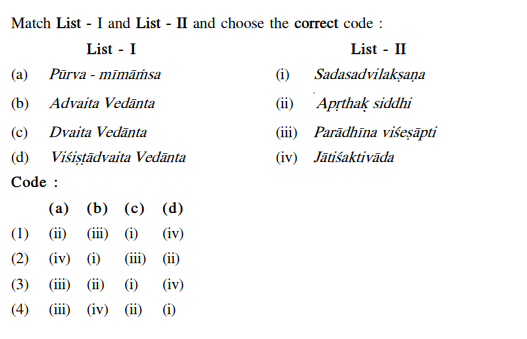 Match List - I and List - II and choose the correct code :
List - I List - II
(a) Pūrva - mīmāṁsa (i) Sadasadvilakṣaṇa
(b) Advaita Vedānta (ii) Apṛthaḳ siddhi
(c) Dvaita Vedānta (iii) Parādhīna viśeṣāpti
(d) Viśiṣṭādvaita Vedānta (iv) Jātiśaktivāda
Code :
(a) (b) (c) (d)
(1) (ii) (iii) (i) (iv)
(2) (iv) (i) (iii) (ii)
(3) (iii) (ii) (i) (iv)
(4) (iii) (iv) (ii) (i)